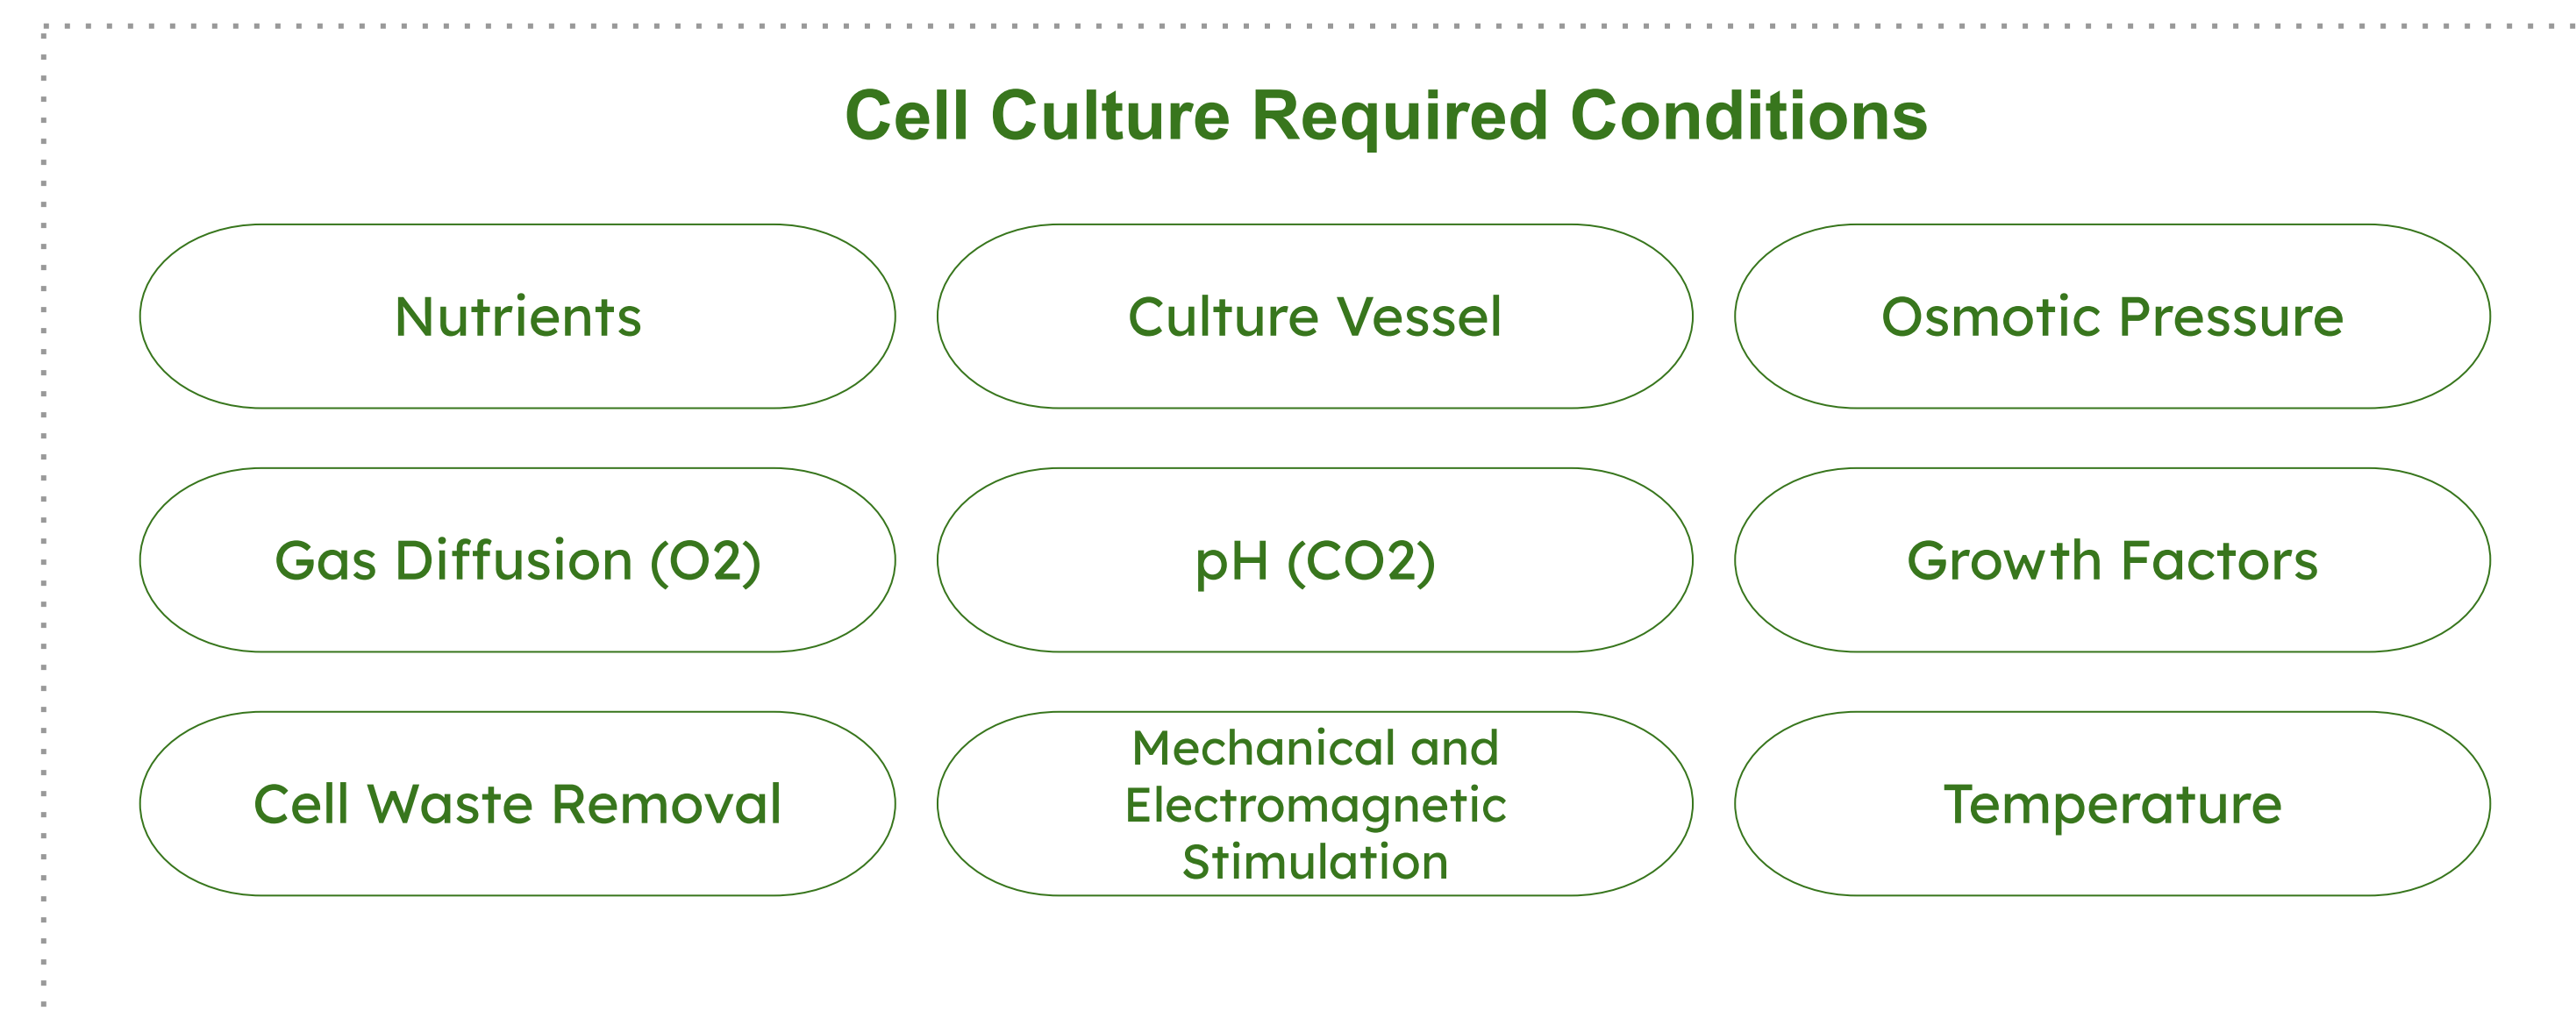 Cell Culture Required Conditions
Nutrients
Culture Vessel
Osmotic Pressure
Gas Diffusion (O2)
pH (CO2)
Growth Factors
Cell Waste Removal
Mechanical and
Electromagnetic
Stimulation
Temperature